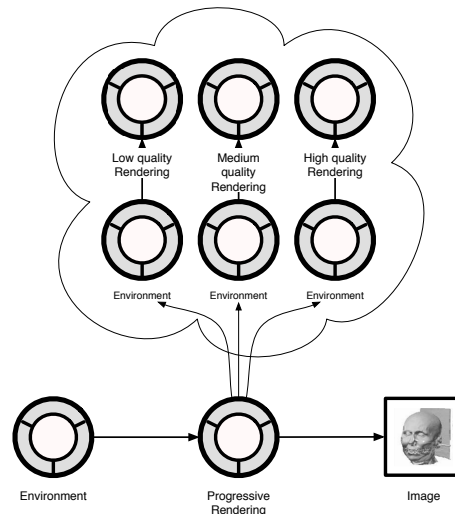 Low quality
Rendering
Medium
quality
Rendering
High quality
Rendering
Environment
Environment
Environment
Environment
Progressive
Rendering
Image